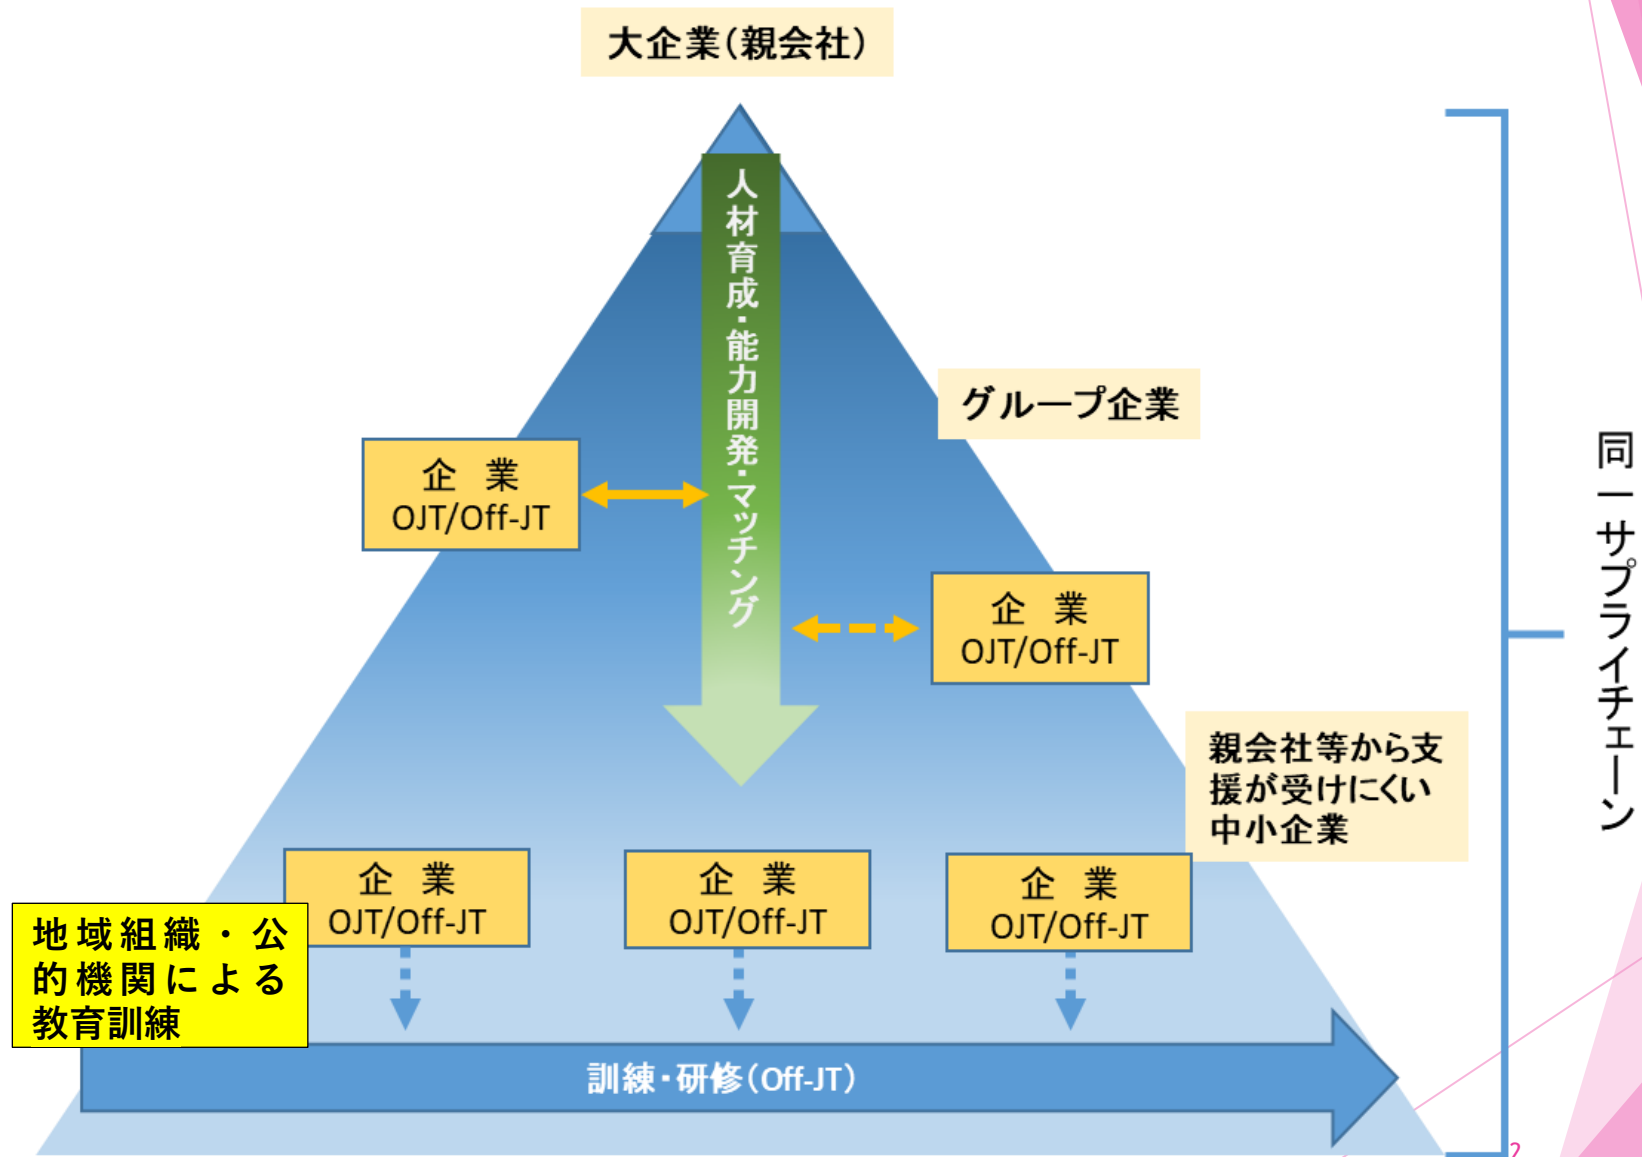 大企業(親会社)
人材育成・能力開発・マッチング
グループ企業
企 業
OJT/Off-JT
企 業
OJT/Off-JT
同一サプライチェーン
親会社等から支
援が受けにくい
中小企業
企 業
OJT/Off-JT
企 業
OJT/Off-JT
企 業
OJT/Off-JT
地域組織・公
的機関による
教育訓練
訓練・研修(Off-JT)
2